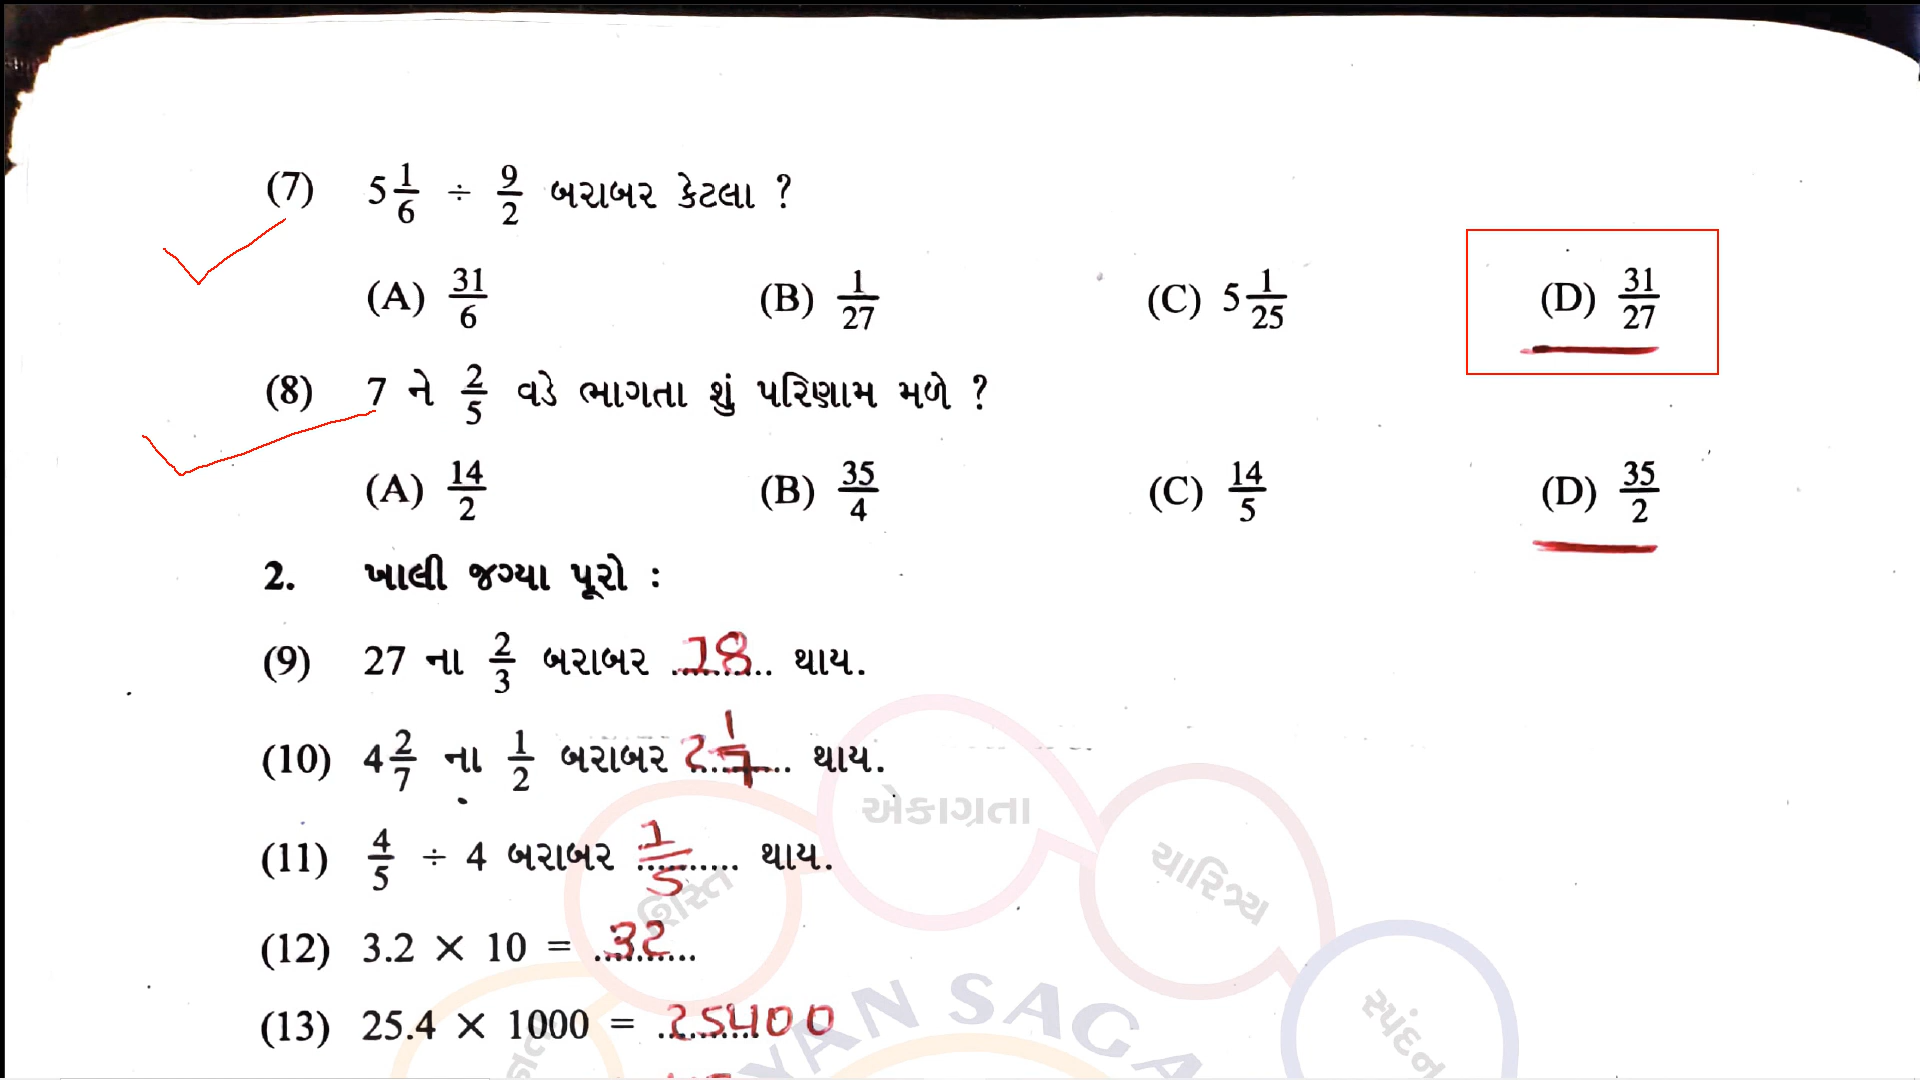 (7) 5 1/6 ÷ 9/2 બરાબર કેટલા ?
(A) 31/6 (B) 1/27 (C) 5 1/25 (D) 31/27
(8) 7 ને 2/5 વડે ભાગતા શું પરિણામ મળે ?
(A) 14/2 (B) 35/4 (C) 14/5 (D) 35/2
2. ખાલી જગ્યા પૂરો :
(9) 27 ના 2/3 બરાબર ...18... થાય.
(10) 4 2/7 ના 1/2 બરાબર ...2 1/7... થાય.
એકાગ્રતા
ચારિત્ર્ય
(11) 4/5 ÷ 4 બરાબર ...1/5... થાય.
શિસ્ત
(12) 3.2 × 10 = ...32...
(13) 25.4 × 1000 = ...25400
YAN SAGA
સ્પંદન